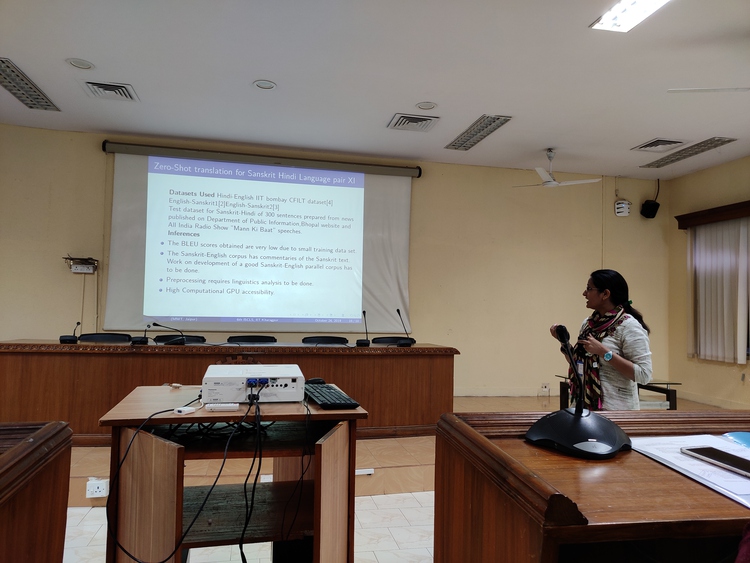 Zero-Shot translation for Sanskrit Hindi Language pair XI
Datasets Used Hindi-English IIT bombay CFILT dataset[4]
English-Sanskrit1[2]English-Sanskrit2[3]
Test dataset for Sanskrit-Hindi of 300 sentences prepared from news
published on Department of Public Information,Bhopal website and
All India Radio Show "Mann Ki Baat" speeches.
Inferences
The BLEU scores obtained are very low due to small training data set.
The Sanskrit-English corpus has commentaries of the Sanskrit text.
Work on development of a good Sanskrit-English parallel corpus has
to be done.
Preprocessing requires linguistics analysis to be done.
High Computational GPU accessibility.